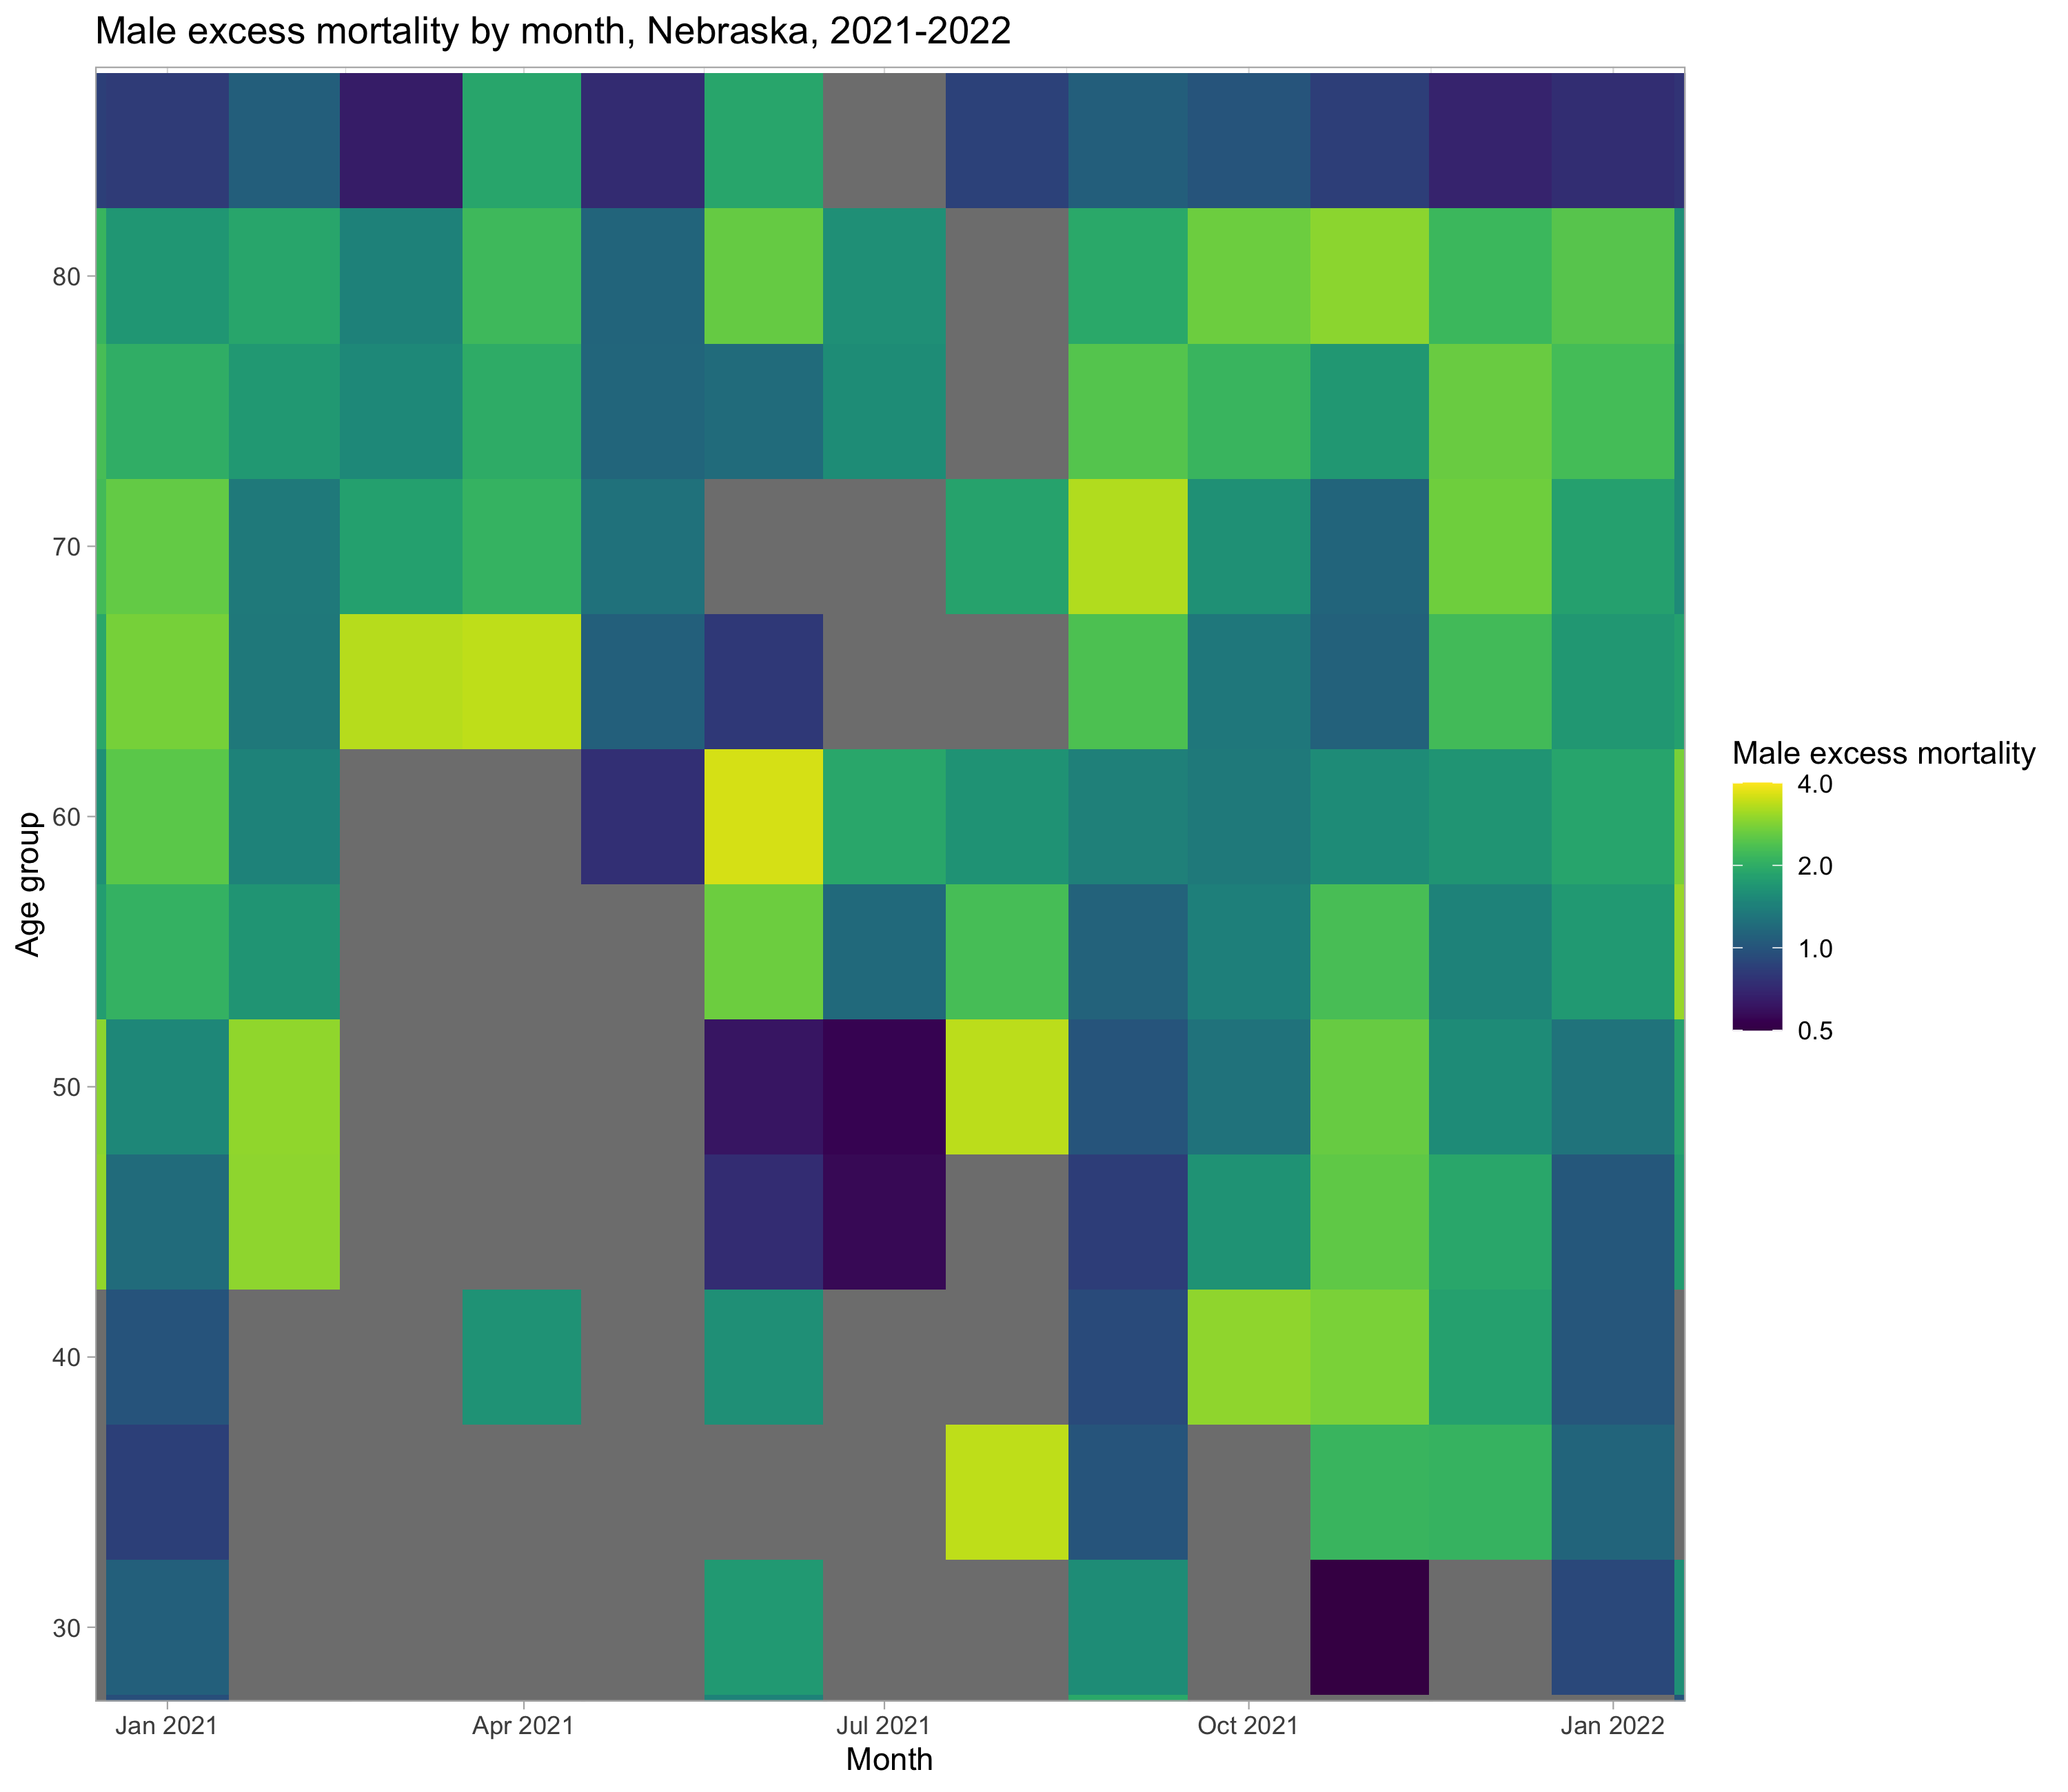 Male excess mortality by month, Nebraska, 2021-2022
80
70
60
50
40
30
Age group
Jan 2021
Apr 2021
Jul 2021
Oct 2021
Jan 2022
Month
Male excess mortality
4.0
2.0
1.0
0.5